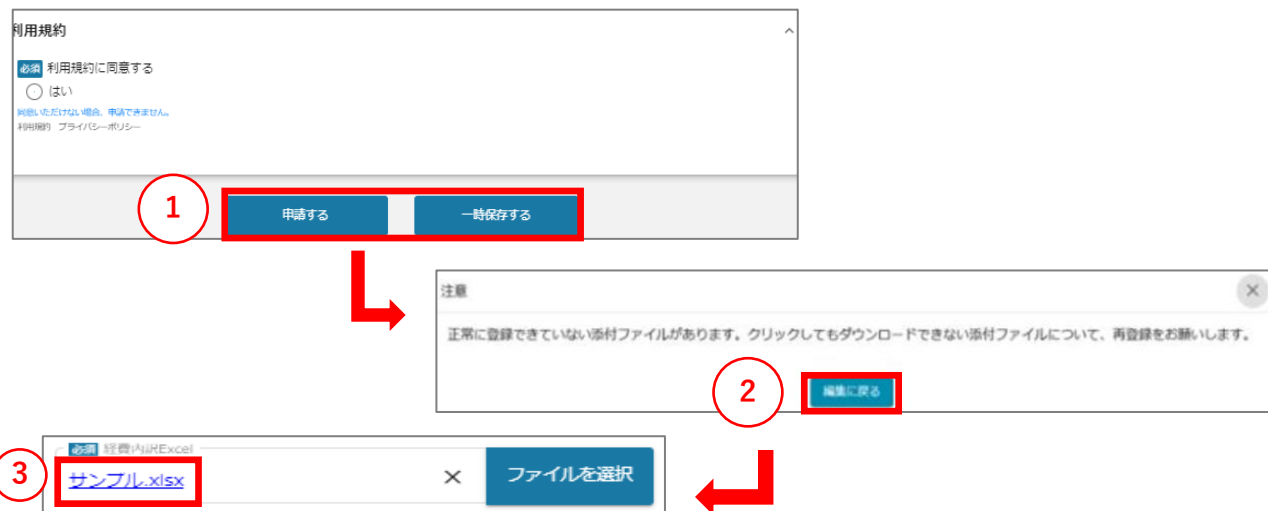 利用規約
必須 利用規約に同意する
はい
同意いただけない場合、申請できません。
利用規約 プライバシーポリシー
1
申請する
一時保存する
注意
正常に登録できていない添付ファイルがあります。クリックしてもダウンロードできない添付ファイルについて、再登録をお願いします。
2
編集に戻る
3
必須 経費内訳Excel
サンプル.xlsx
ファイルを選択